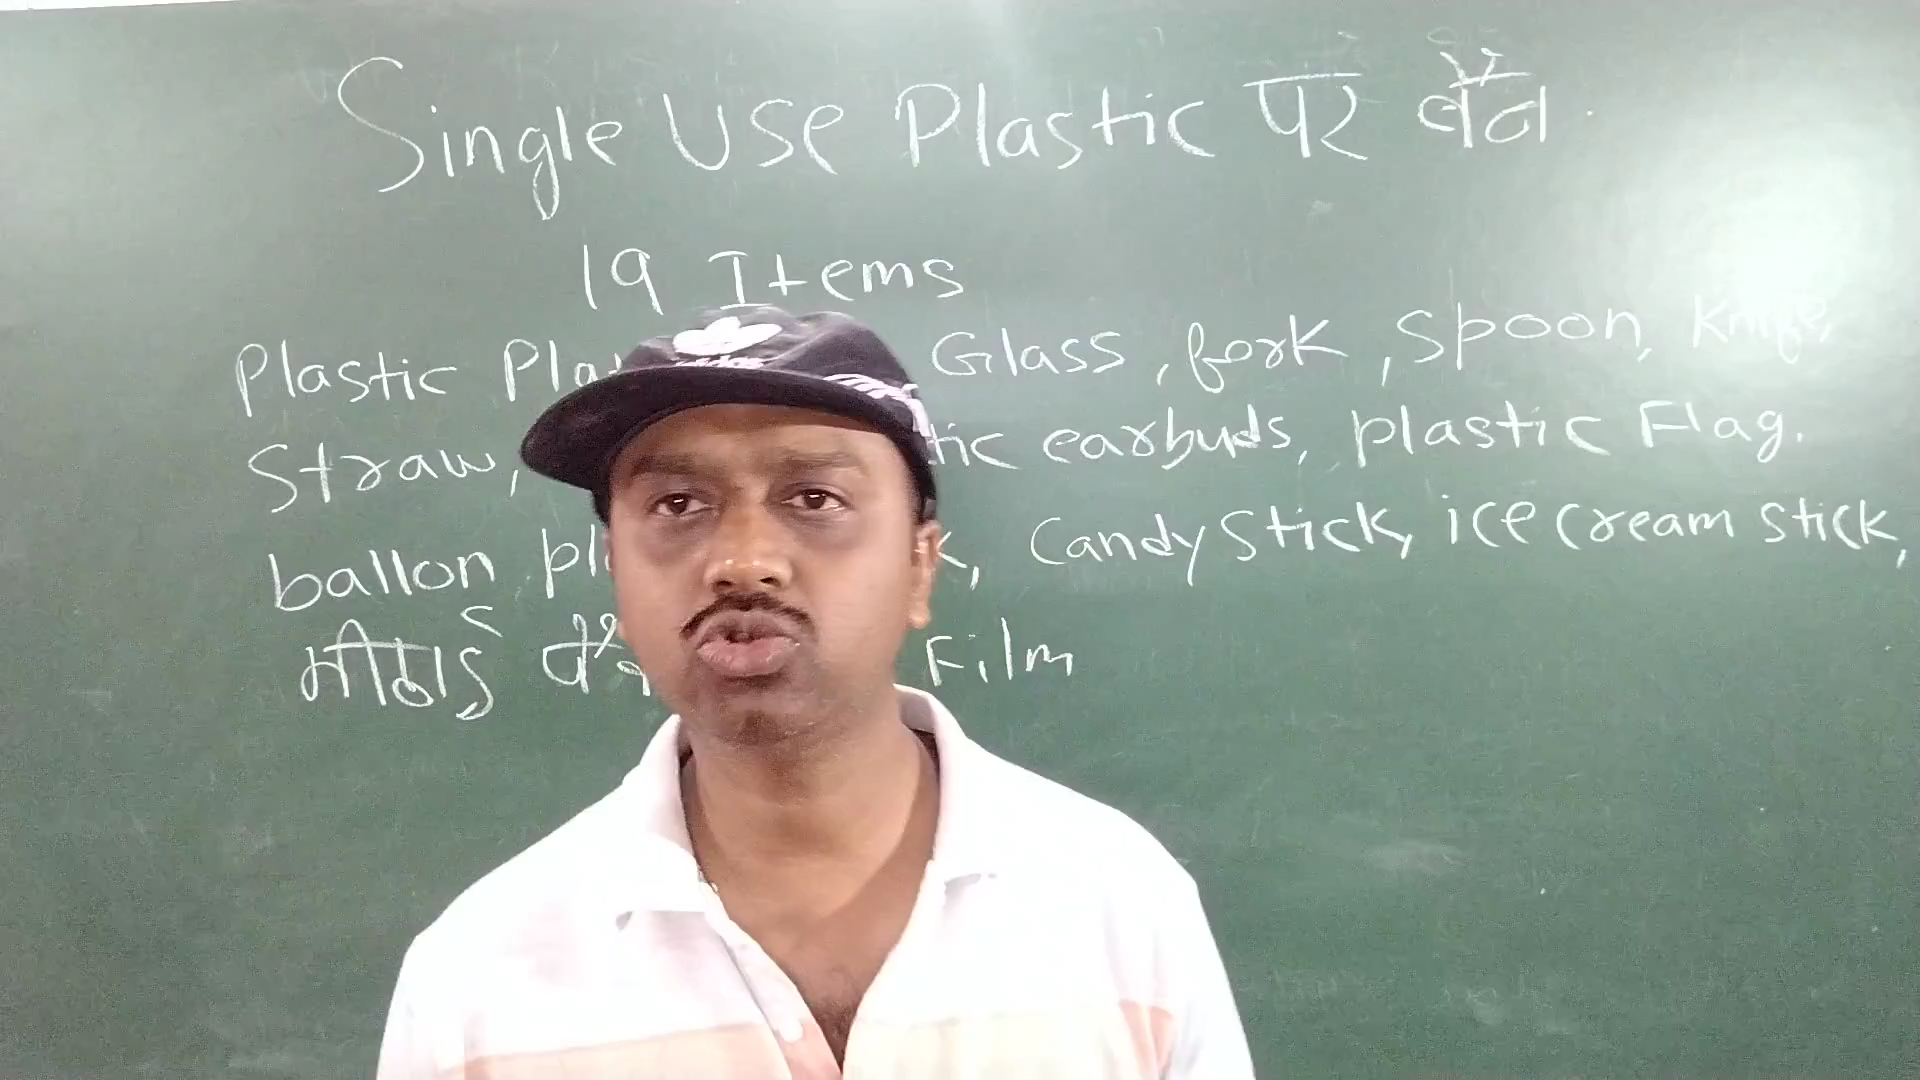 Single Use Plastic पर बैन
19 Items
Plastic Glass, fork, Spoon, Knife,
Straw, earbuds, plastic Flag.
ballon Candy stick, ice cream stick,
मीठाई Film